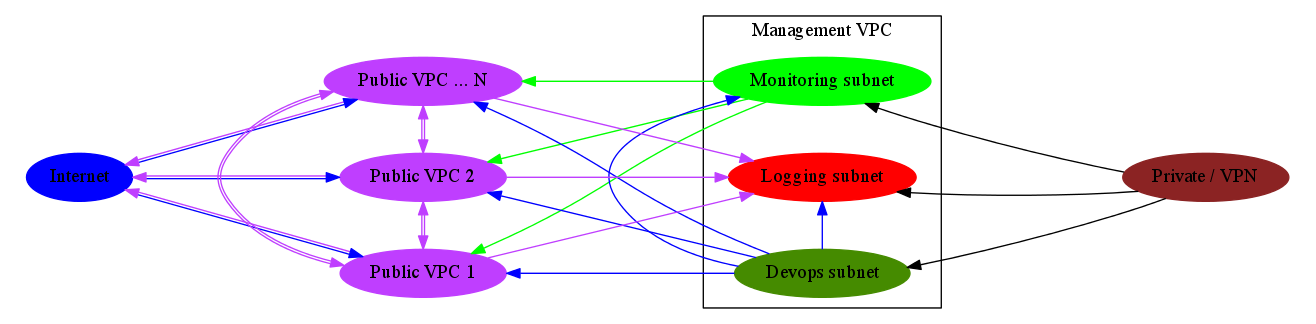 Management VPC
Public VPC ... N
Monitoring subnet
Internet
Public VPC 2
Logging subnet
Private / VPN
Public VPC 1
Devops subnet